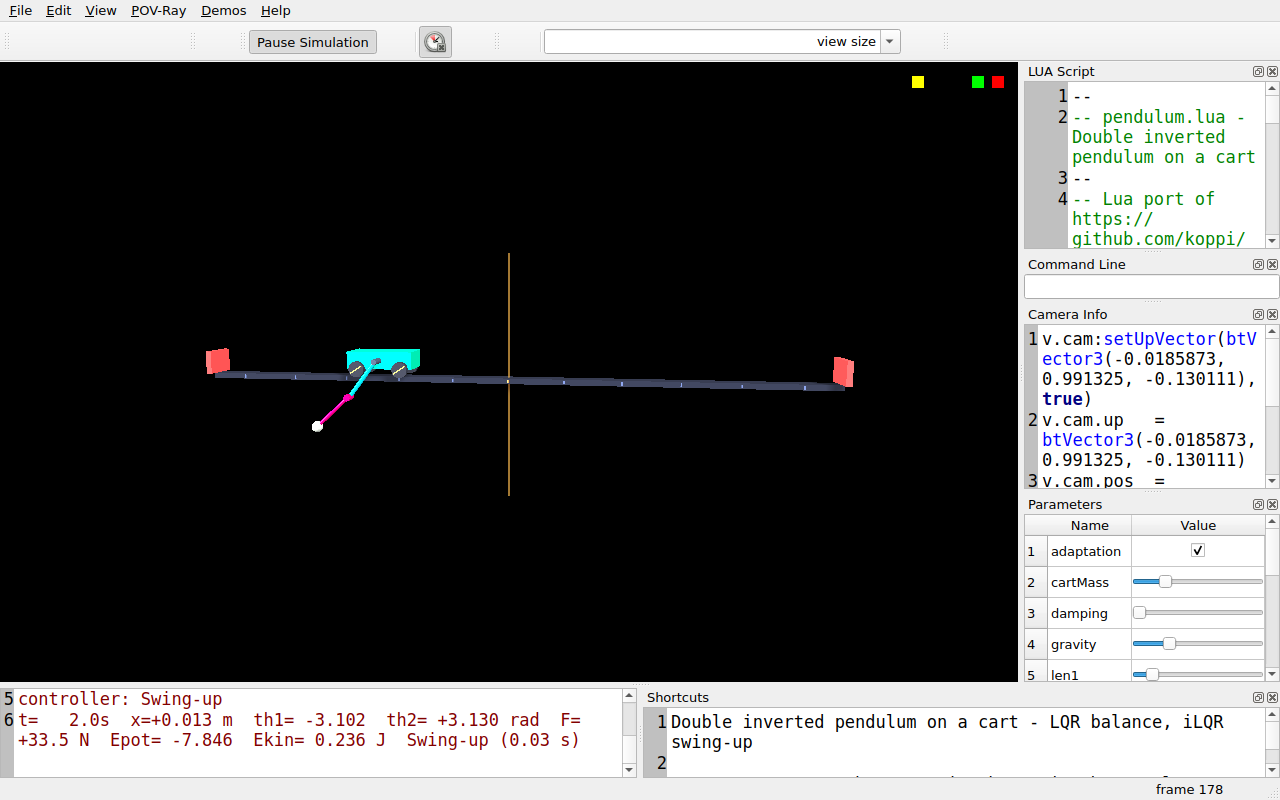 File Edit View POV-Ray Demos Help
Pause Simulation
view size
LUA Script
1 --
2 -- pendulum.lua -
Double inverted
pendulum on a cart
3 --
4 -- Lua port of
https://
github.com/koppi/
Command Line
Camera Info
1 v.cam:setUpVector(btV
ector3(-0.0185873,
0.991325, -0.130111),
true)
2 v.cam.up   =
btVector3(-0.0185873,
0.991325, -0.130111)
3 v.cam.pos  =
Parameters
Name Value
1 adaptation
2 cartMass
3 damping
4 gravity
5 len1
5 controller: Swing-up
6 t=   2.0s  x=+0.013 m  th1= -3.102  th2= +3.130 rad  F=
+33.5 N  Epot= -7.846  Ekin= 0.236 J  Swing-up (0.03 s)
Shortcuts
1 Double inverted pendulum on a cart - LQR balance, iLQR
swing-up
2
frame 178